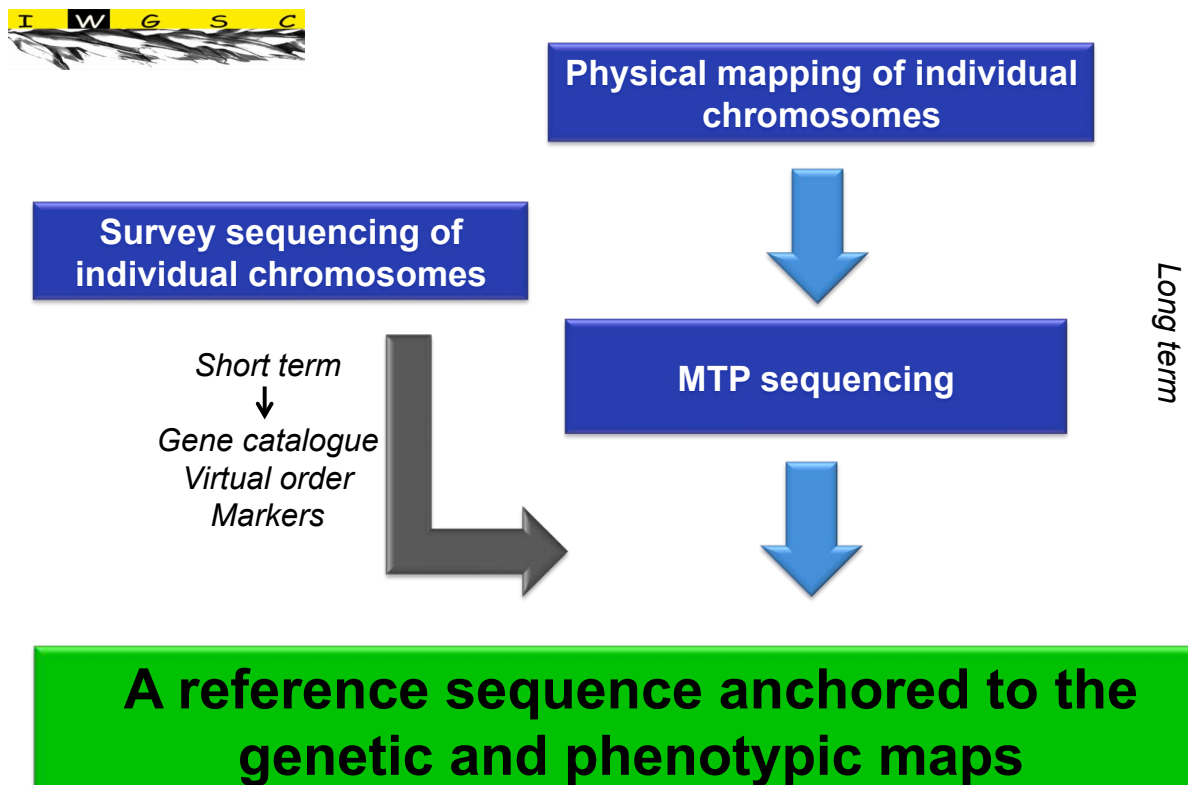 I W G S C
Physical mapping of individual
chromosomes
Survey sequencing of
individual chromosomes
Long term
Short term
Gene catalogue
Virtual order
Markers
MTP sequencing
A reference sequence anchored to the
genetic and phenotypic maps